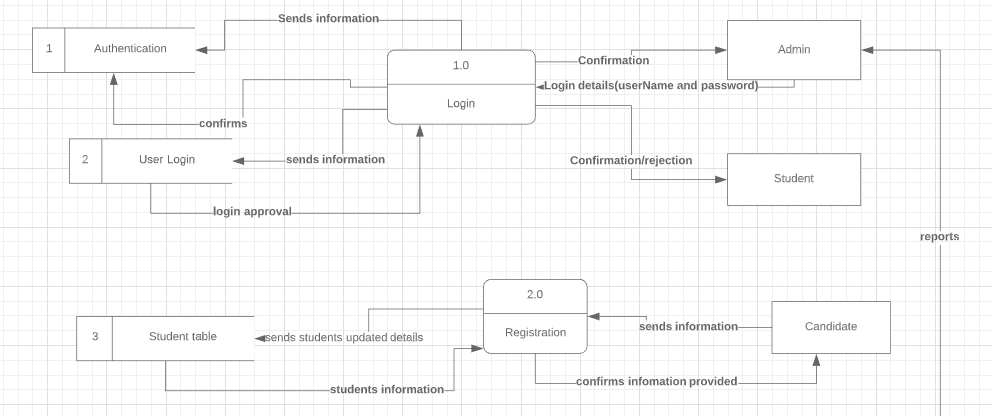 Sends information
1
Authentication
1.0
Login
Confirmation
Admin
Login details(userName and password)
confirms
2
User Login
sends information
Confirmation/rejection
Student
login approval
reports
2.0
Registration
3
Student table
sends students updated details
sends information
Candidate
students information
confirms infomation provided